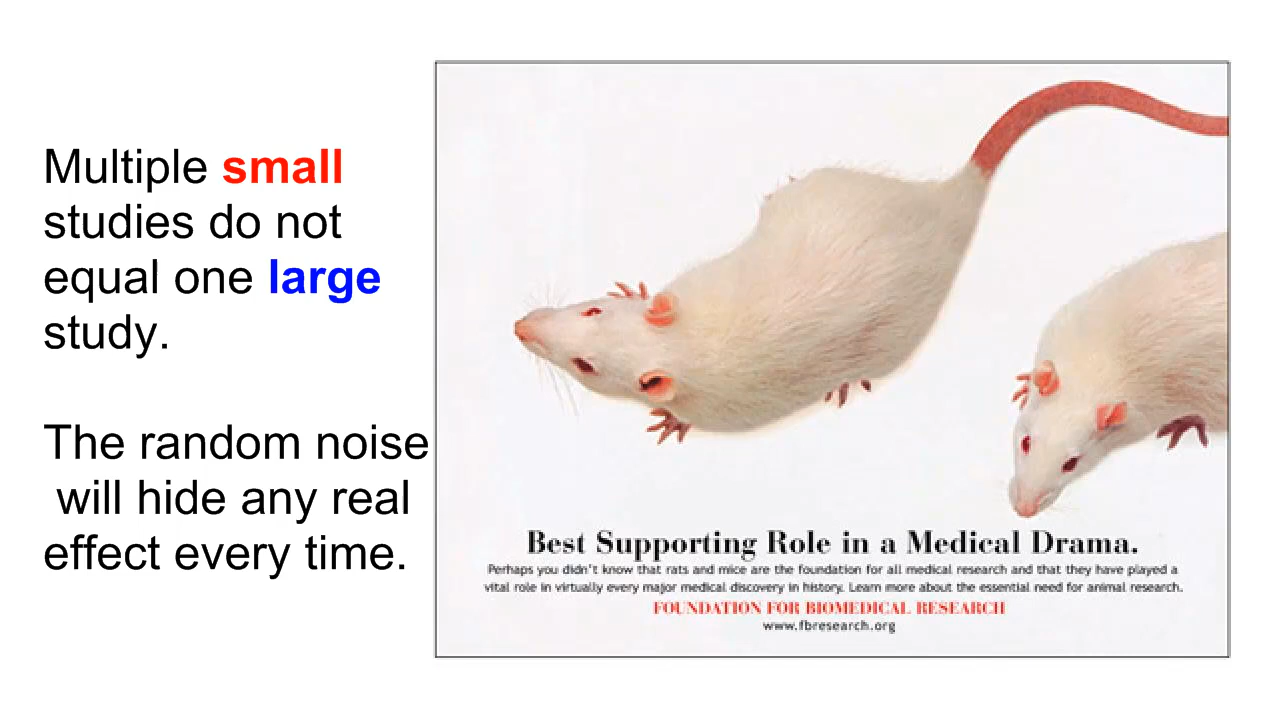 Multiple small
studies do not
equal one large
study.
The random noise
will hide any real
effect every time.
Best Supporting Role in a Medical Drama.
Perhaps you didn't know that rats and mice are the foundation for all medical research and that they have played a
vital role in virtually every major medical discovery in history. Learn more about the essential need for animal research.
FOUNDATION FOR BIOMEDICAL RESEARCH
www.fbresearch.org